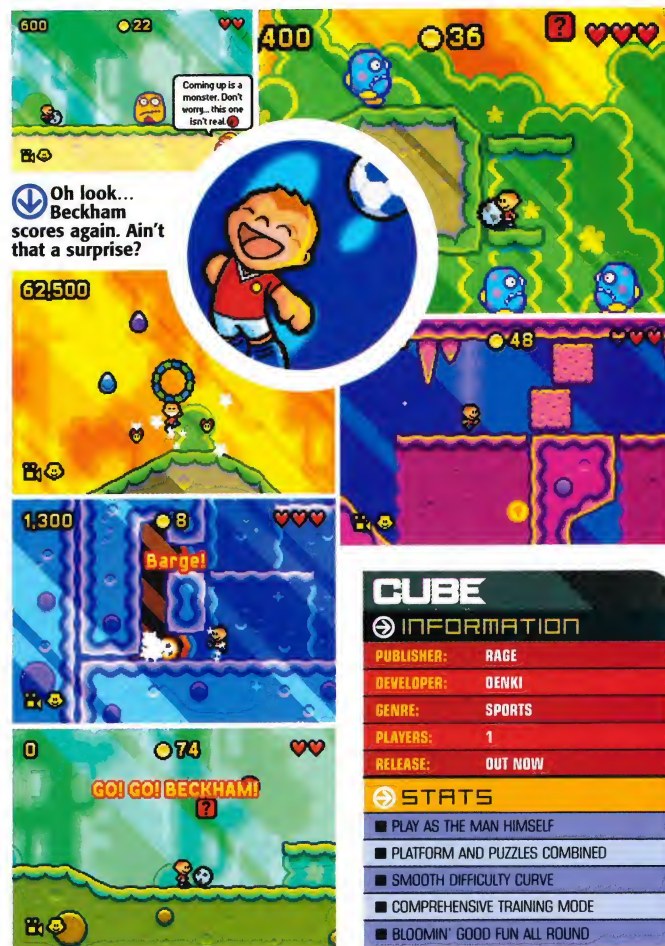 600 22
Coming up is a
monster. Don't
worry... this one
isn't real.
400 36 ?
Oh look...
Beckham
scores again. Ain't
that a surprise?
62,500
48
1,300 8
Barge!
0 74
GO! GO! BECKHAM!
?
CUBE
INFORMATION
PUBLISHER: RAGE
DEVELOPER: DENKI
GENRE: SPORTS
PLAYERS: 1
RELEASE: OUT NOW
STATS
PLAY AS THE MAN HIMSELF
PLATFORM AND PUZZLES COMBINED
SMOOTH DIFFICULTY CURVE
COMPREHENSIVE TRAINING MODE
BLOOMIN' GOOD FUN ALL ROUND